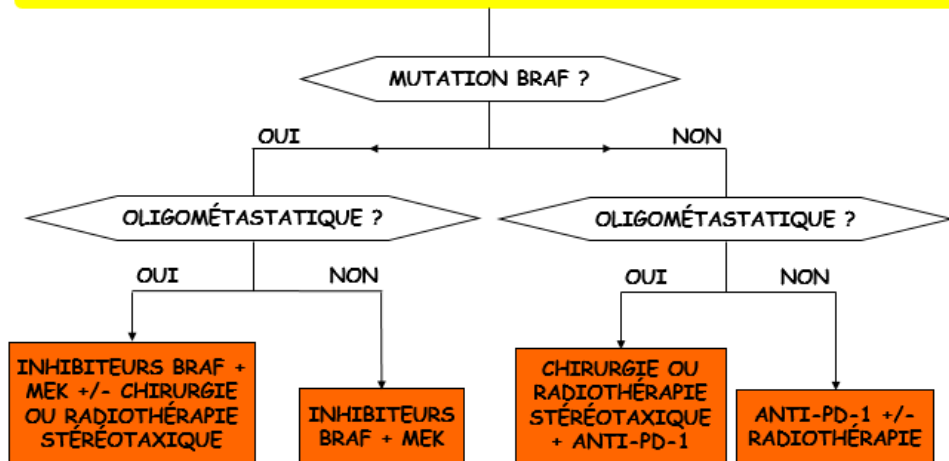 MUTATION BRAF ?
OUI
NON
OLIGOMÉTASTATIQUE ?
OLIGOMÉTASTATIQUE ?
OUI
NON
OUI
NON
INHIBITEURS BRAF +
MEK +/- CHIRURGIE
OU RADIOTHÉRAPIE
STÉRÉOTAXIQUE
INHIBITEURS
BRAF + MEK
CHIRURGIE OU
RADIOTHÉRAPIE
STÉRÉOTAXIQUE
+ ANTI-PD-1
ANTI-PD-1 +/-
RADIOTHÉRAPIE